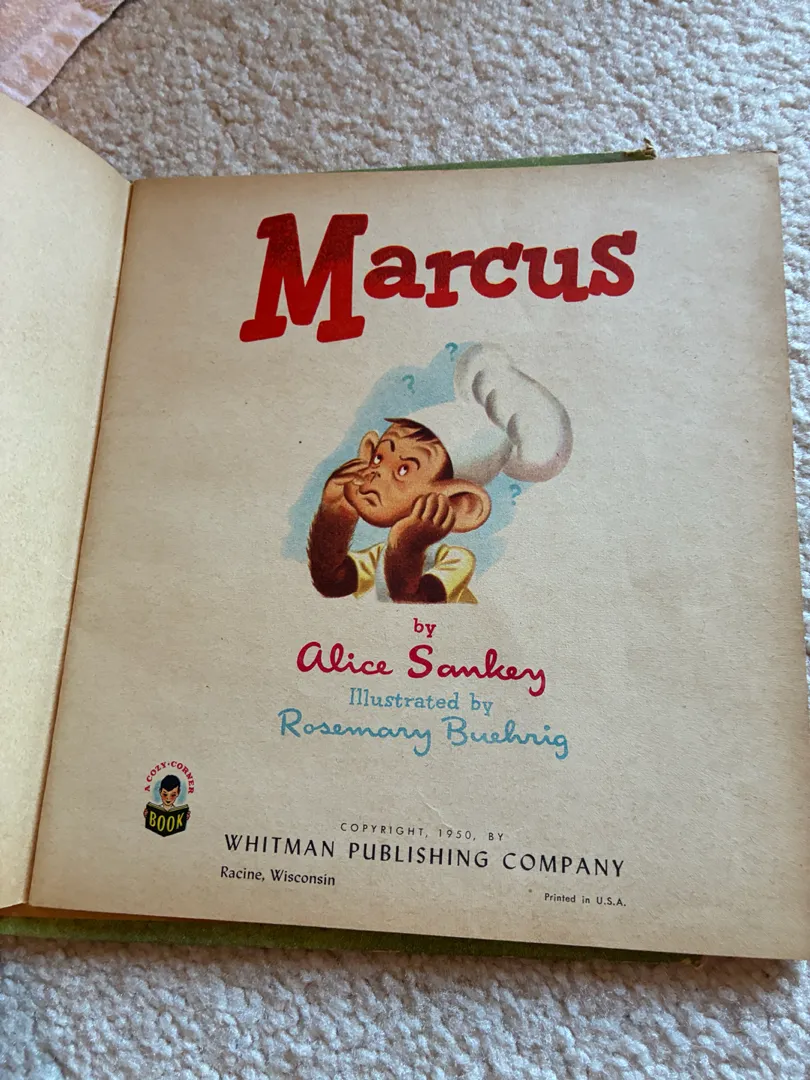 Marcus
? ? ?
by
Alice Sankey
Illustrated by
Rosemary Buehrig
A COZY-CORNER
BOOK
COPYRIGHT, 1950, BY
WHITMAN PUBLISHING COMPANY
Racine, Wisconsin
Printed in U.S.A.